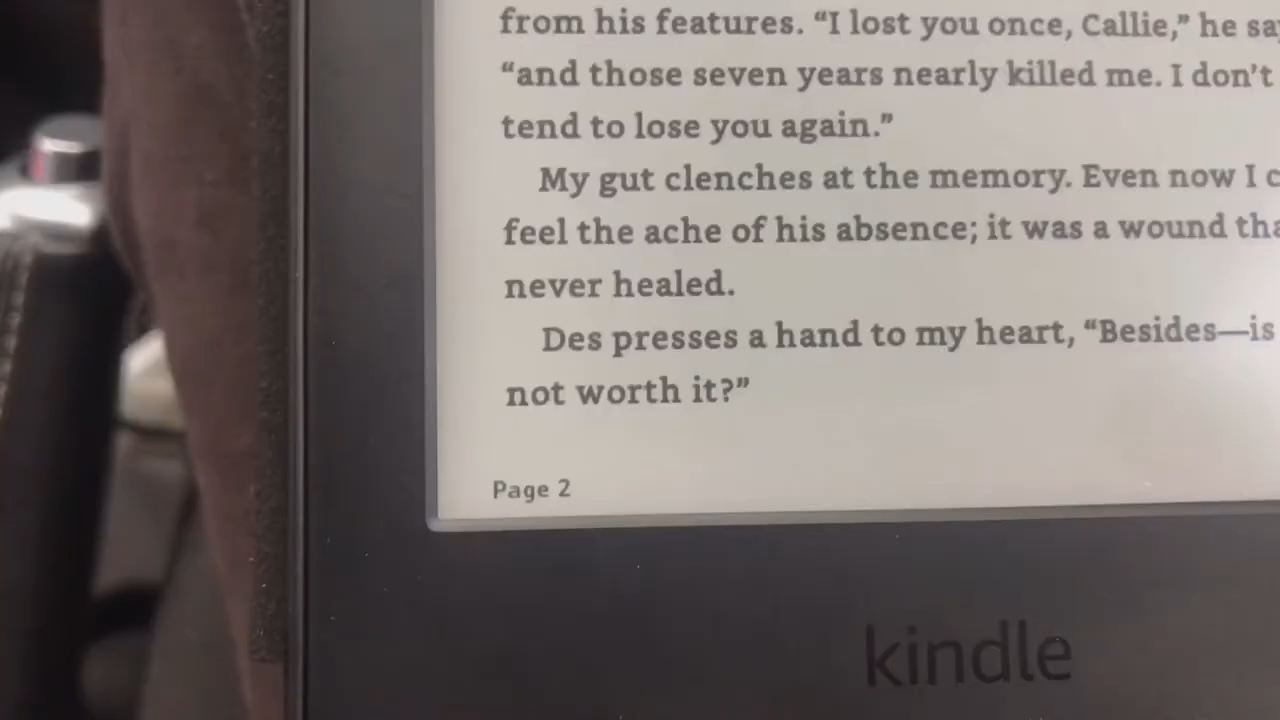 from his features. “I lost you once, Callie,” he
“and those seven years nearly killed me. I don’t
tend to lose you again.”
My gut clenches at the memory. Even now I
feel the ache of his absence; it was a wound
never healed.
Des presses a hand to my heart, “Besides—is
not worth it?”
Page 2
kindle